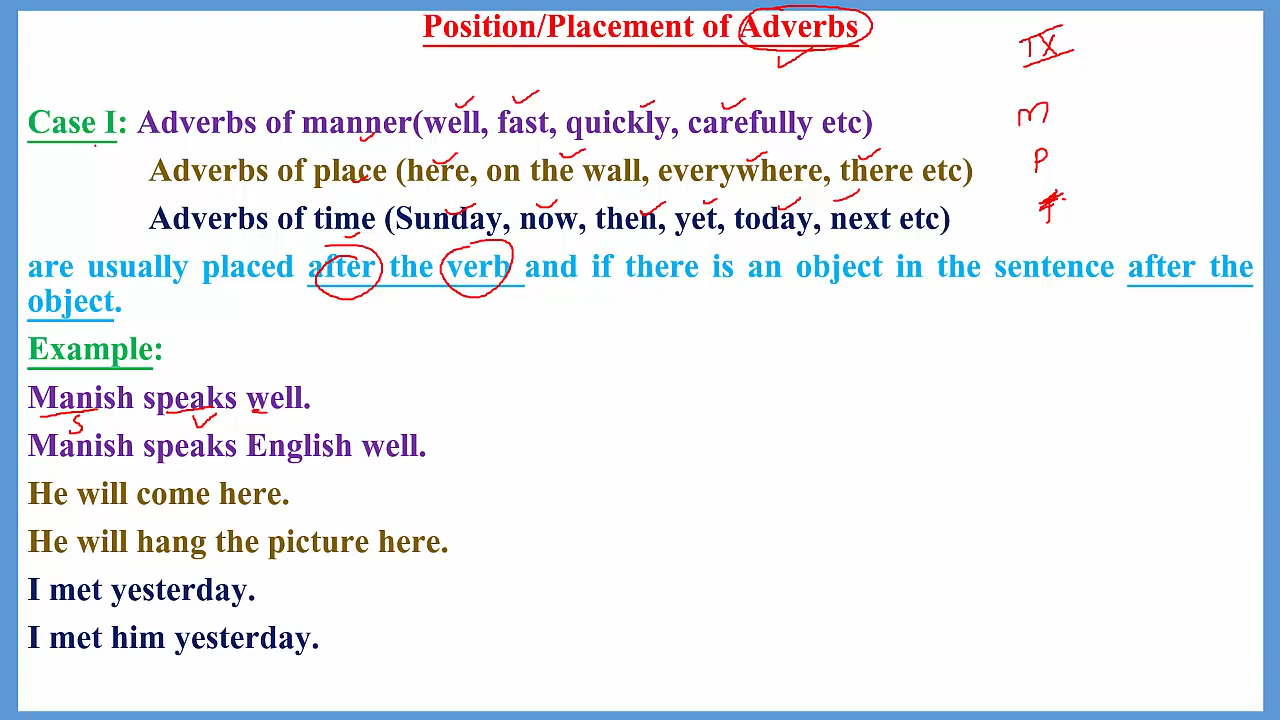 Position/Placement of Adverbs
TX
Case I: Adverbs of manner(well, fast, quickly, carefully etc)
M
Adverbs of place (here, on the wall, everywhere, there etc)
P
Adverbs of time (Sunday, now, then, yet, today, next etc)
are usually placed after the verb and if there is an object in the sentence after the
object.
Example:
Manish speaks well.
S V
Manish speaks English well.
He will come here.
He will hang the picture here.
I met yesterday.
I met him yesterday.